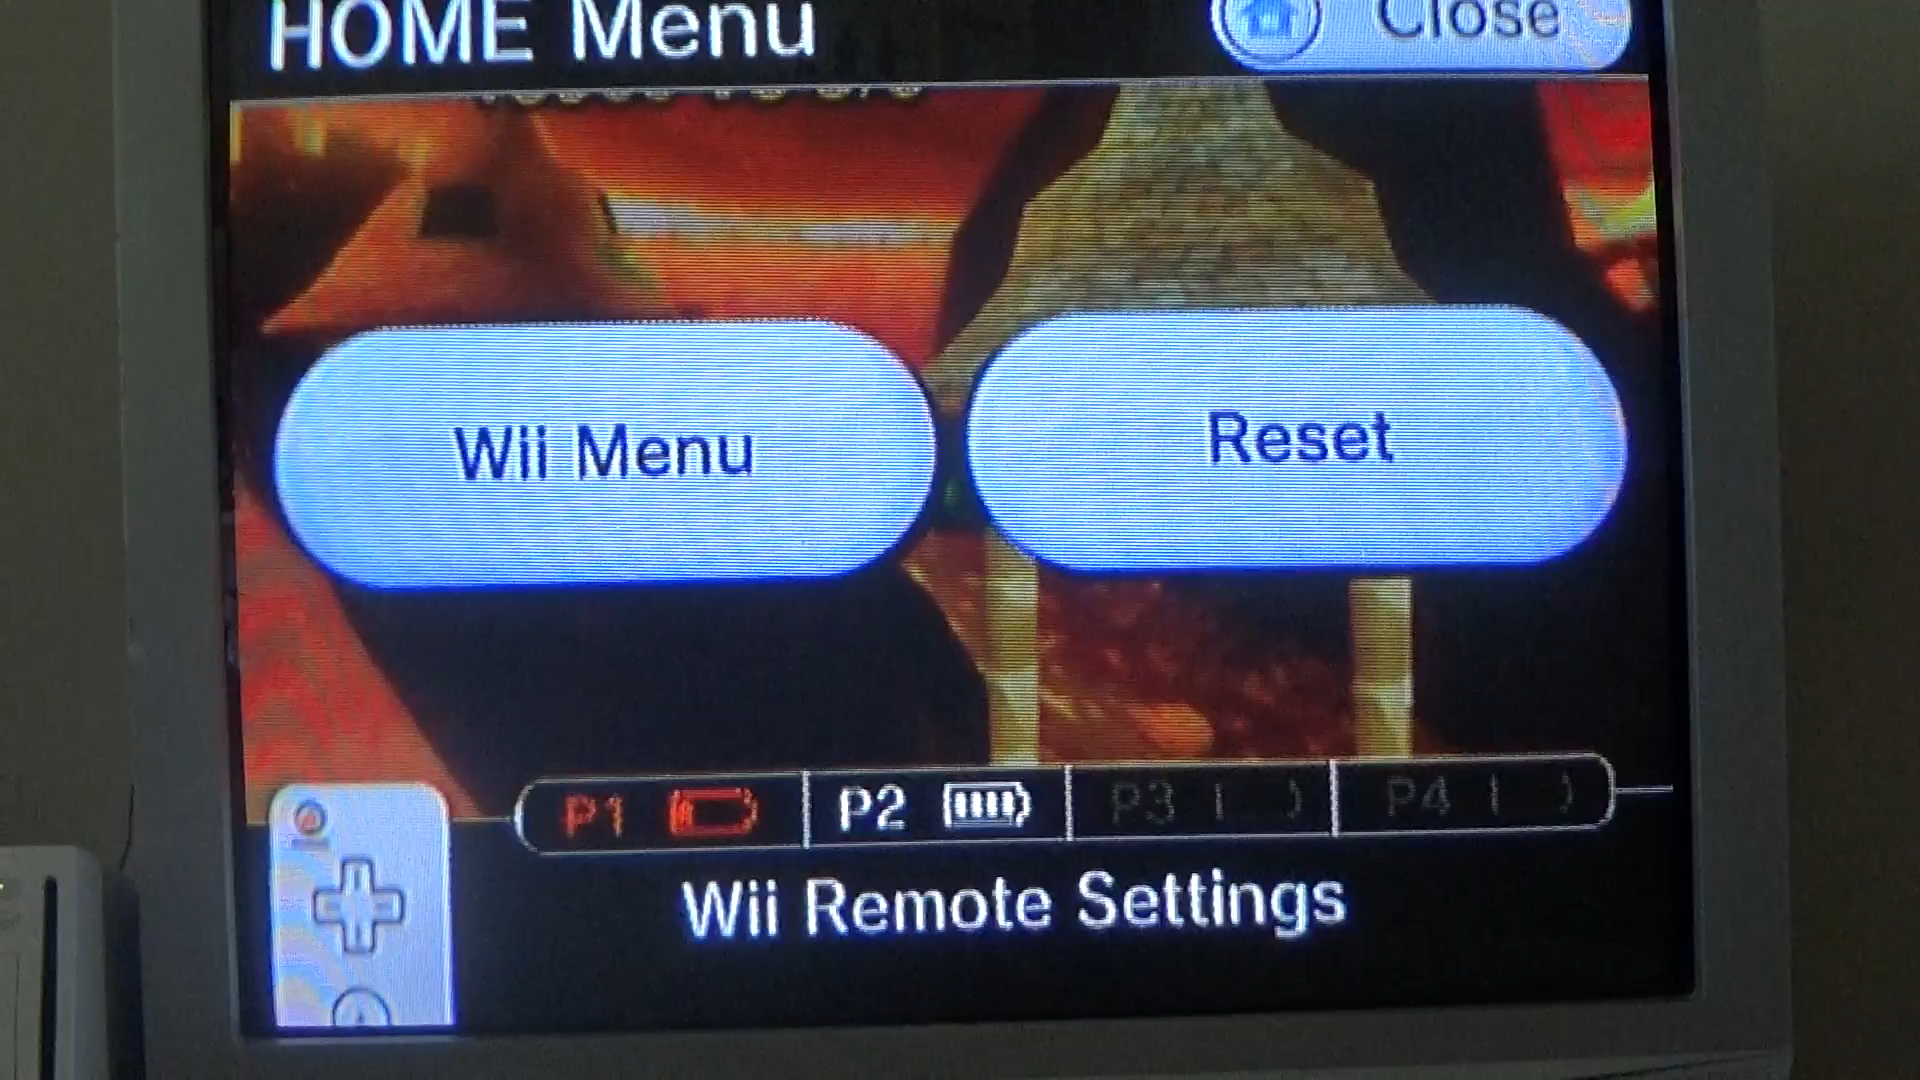 HOME Menu
Close
Wii Menu
Reset
P1
P2
P3
P4
Wii Remote Settings